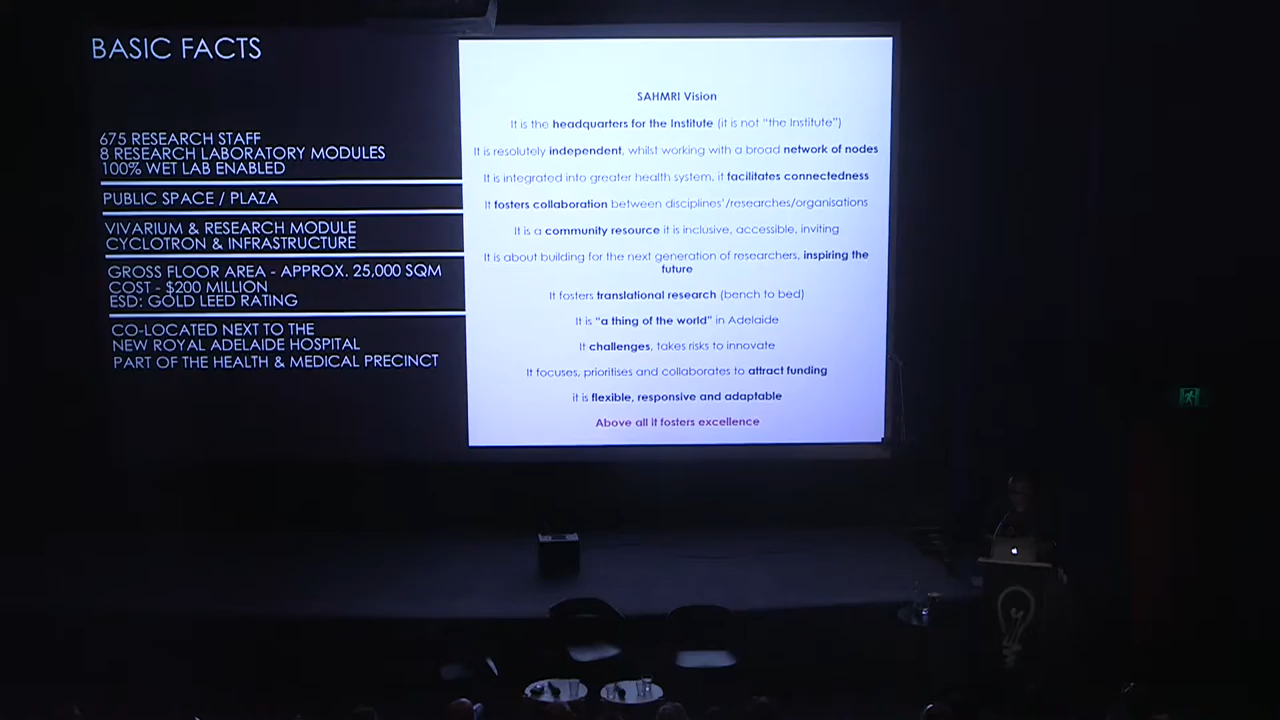 BASIC FACTS
675 RESEARCH STAFF
8 RESEARCH LABORATORY MODULES
100% WET LAB ENABLED
PUBLIC SPACE / PLAZA
VIVARIUM & RESEARCH MODULE
CYCLOTRON & INFRASTRUCTURE
GROSS FLOOR AREA - APPROX. 25,000 SQM
COST - $200 MILLION
ESD: GOLD LEED RATING
CO-LOCATED NEXT TO THE
NEW ROYAL ADELAIDE HOSPITAL
PART OF THE HEALTH & MEDICAL PRECINCT
SAHMRI Vision
It is the headquarters for the Institute (it is not “the Institute”)
It is resolutely independent, whilst working with a broad network of nodes
It is integrated into greater health system, it facilitates connectedness
It fosters collaboration between disciplines’/researches/organisations
It is a community resource it is inclusive, accessible, inviting
It is about building for the next generation of researchers, inspiring the
future
It fosters translational research (bench to bed)
It is “a thing of the world” in Adelaide
It challenges, takes risks to innovate
It focuses, prioritises and collaborates to attract funding
it is flexible, responsive and adaptable
Above all it fosters excellence